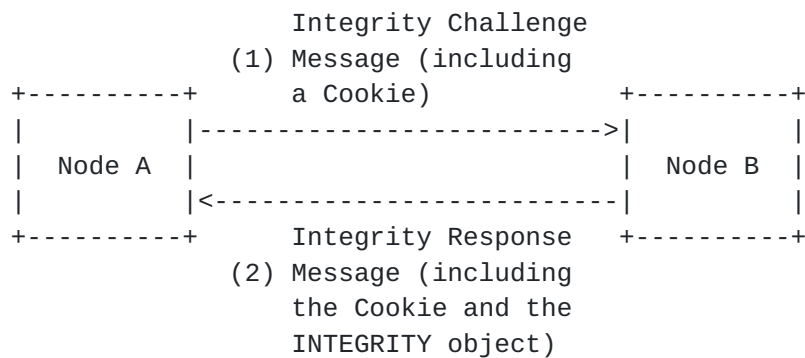 Integrity Challenge
(1) Message (including
a Cookie)
Node A
Node B
Integrity Response
(2) Message (including
the Cookie and the
INTEGRITY object)